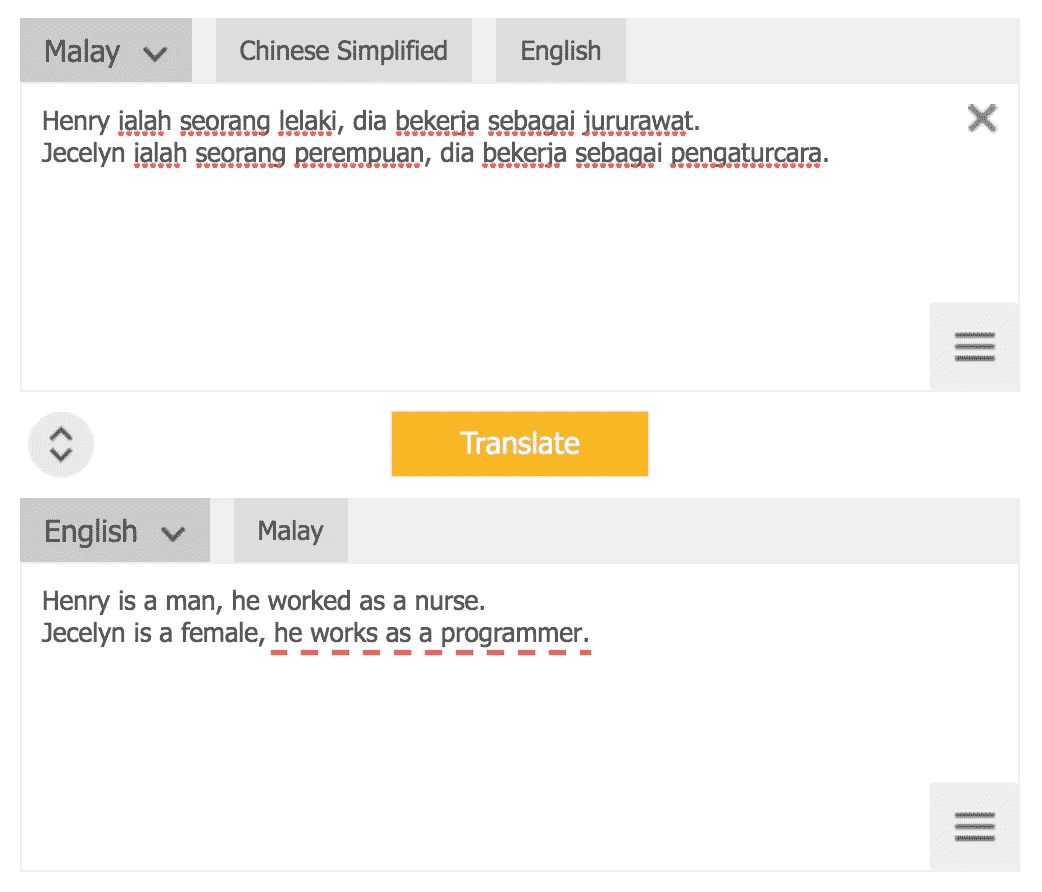 Malay
Chinese Simplified
English
Henry ialah seorang lelaki, dia bekerja sebagai jururawat.
Jecelyn ialah seorang perempuan, dia bekerja sebagai pengaturcara.
Translate
English
Malay
Henry is a man, he worked as a nurse.
Jecelyn is a female, he works as a programmer.